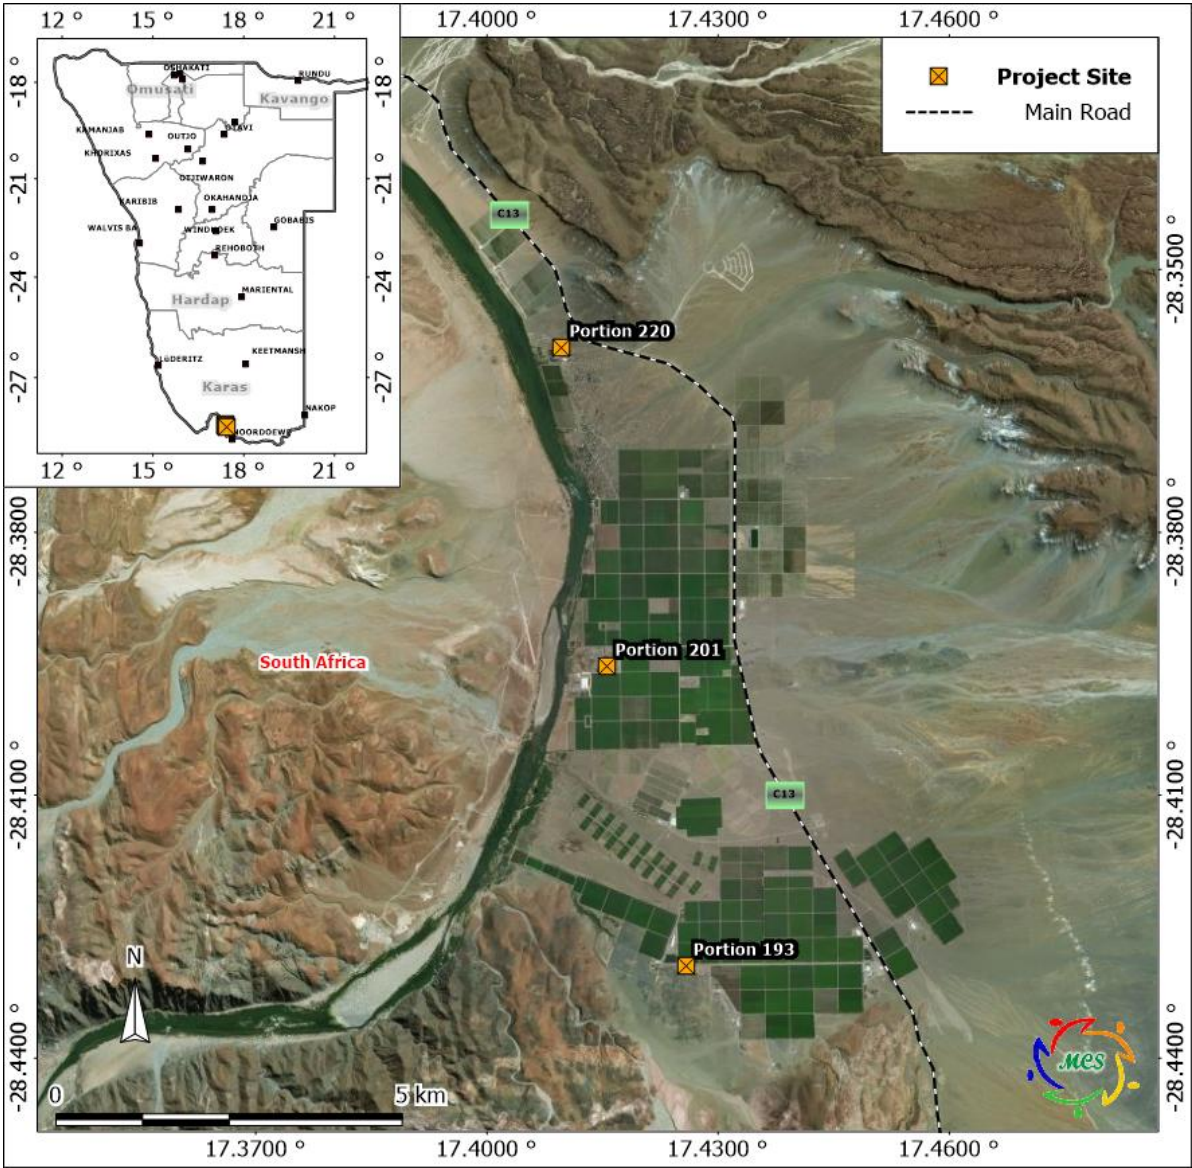 12 °
15 °
18 °
21 °
17.4000 °
17.4300 °
17.4600 °
-18 °
-21 °
-24 °
-27 °
-18 °
-21 °
-24 °
-27 °
OSHAKATI
RUNDU
Omusati
Kavango
KAMANJAB
OUTJO
OTAVI
KHORIXAS
OTJIWARON
KARIBIB
OKAHANDJA
WALVIS BA
WINDHOEK
GOBABIS
REHOBOTH
MARIENTAL
Hardap
LüDERITZ
KEETMANSH
Karas
NAKOP
NOORDOEWE
12 °
15 °
18 °
21 °
Project Site
Main Road
C13
Portion 220
-28.3500 °
-28.3800 °
-28.3800 °
Portion 201
South Africa
-28.4100 °
-28.4100 °
C13
Portion 193
N
MCS
-28.4400 °
-28.4400 °
0
5 km
17.3700 °
17.4000 °
17.4300 °
17.4600 °